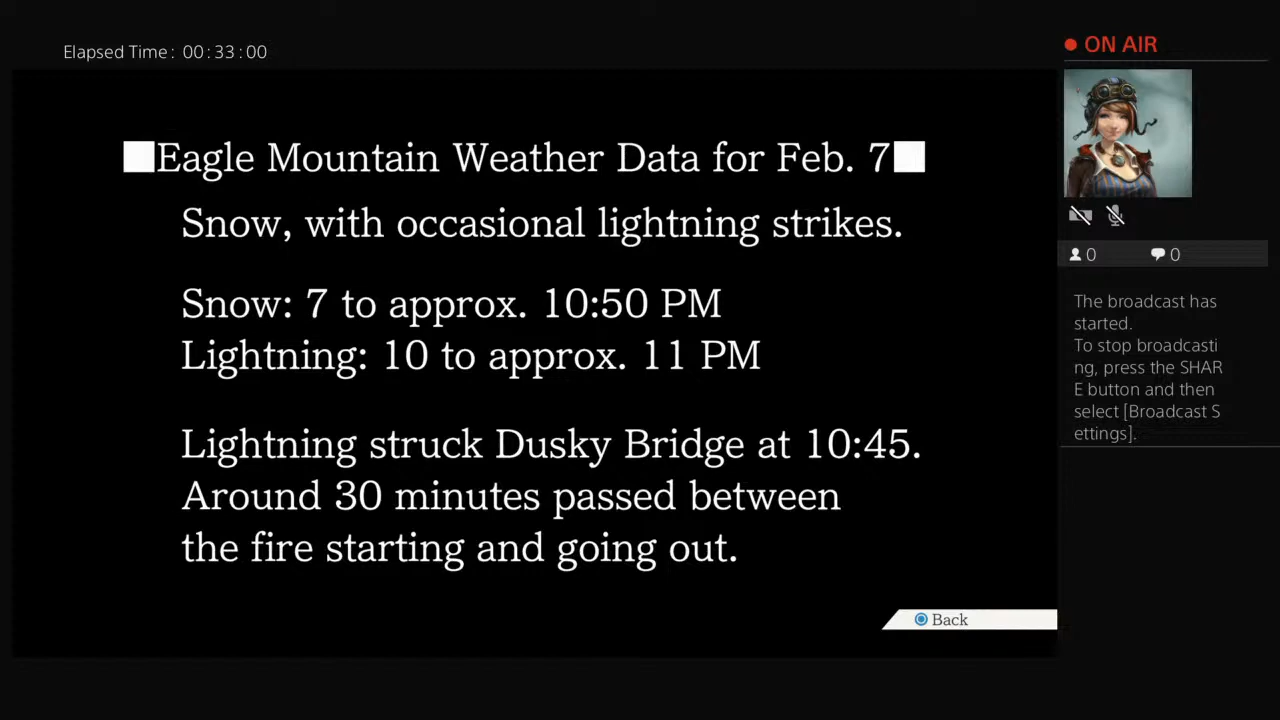 Elapsed Time: 00:33:00
ON AIR
■Eagle Mountain Weather Data for Feb. 7■
Snow, with occasional lightning strikes.
Snow: 7 to approx. 10:50 PM
Lightning: 10 to approx. 11 PM
Lightning struck Dusky Bridge at 10:45.
Around 30 minutes passed between
the fire starting and going out.
Back
0
0
The broadcast has
started.
To stop broadcasti
ng, press the SHAR
E button and then
select [Broadcast S
ettings].